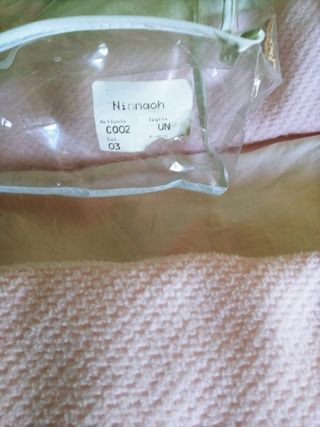 Ninnaoh
Articolo Taglia
C002 UN
Col.
03